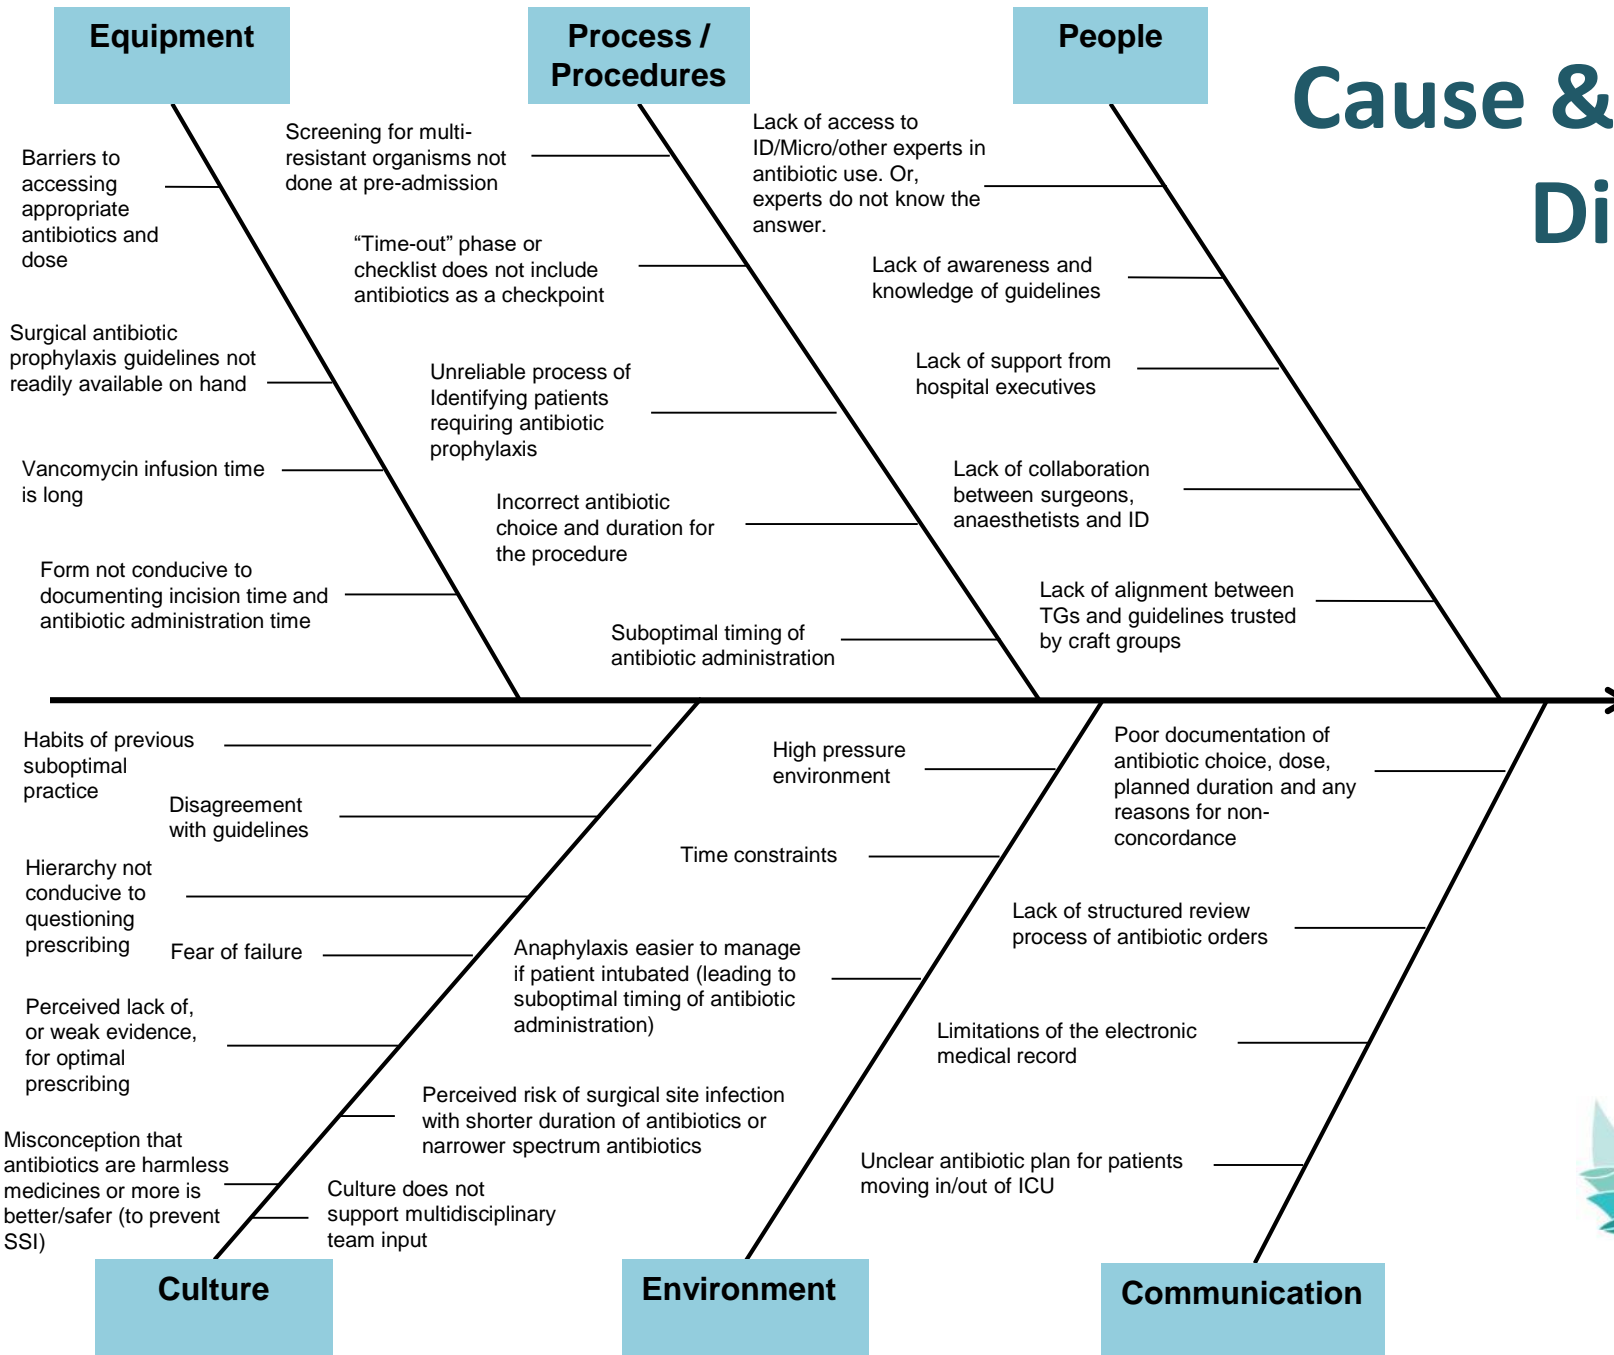 Equipment
Process /
Procedures
People
Cause &
Di
Barriers to
accessing
appropriate
antibiotics and
dose
Surgical antibiotic
prophylaxis guidelines not
readily available on hand
Vancomycin infusion time
is long
Form not conducive to
documenting incision time and
antibiotic administration time
Screening for multi-
resistant organisms not
done at pre-admission
“Time-out” phase or
checklist does not include
antibiotics as a checkpoint
Unreliable process of
Identifying patients
requiring antibiotic
prophylaxis
Incorrect antibiotic
choice and duration for
the procedure
Suboptimal timing of
antibiotic administration
Lack of access to
ID/Micro/other experts in
antibiotic use. Or,
experts do not know the
answer.
Lack of awareness and
knowledge of guidelines
Lack of support from
hospital executives
Lack of collaboration
between surgeons,
anaesthetists and ID
Lack of alignment between
TGs and guidelines trusted
by craft groups
Habits of previous
suboptimal
practice
Disagreement
with guidelines
Hierarchy not
conducive to
questioning
prescribing
Fear of failure
Perceived lack of,
or weak evidence,
for optimal
prescribing
Perceived risk of surgical site infection
with shorter duration of antibiotics or
narrower spectrum antibiotics
Misconception that
antibiotics are harmless
medicines or more is
better/safer (to prevent
SSI)
Culture does not
support multidisciplinary
team input
High pressure
environment
Time constraints
Anaphylaxis easier to manage
if patient intubated (leading to
suboptimal timing of antibiotic
administration)
Poor documentation of
antibiotic choice, dose,
planned duration and any
reasons for non-
concordance
Lack of structured review
process of antibiotic orders
Limitations of the electronic
medical record
Unclear antibiotic plan for patients
moving in/out of ICU
Culture
Environment
Communication